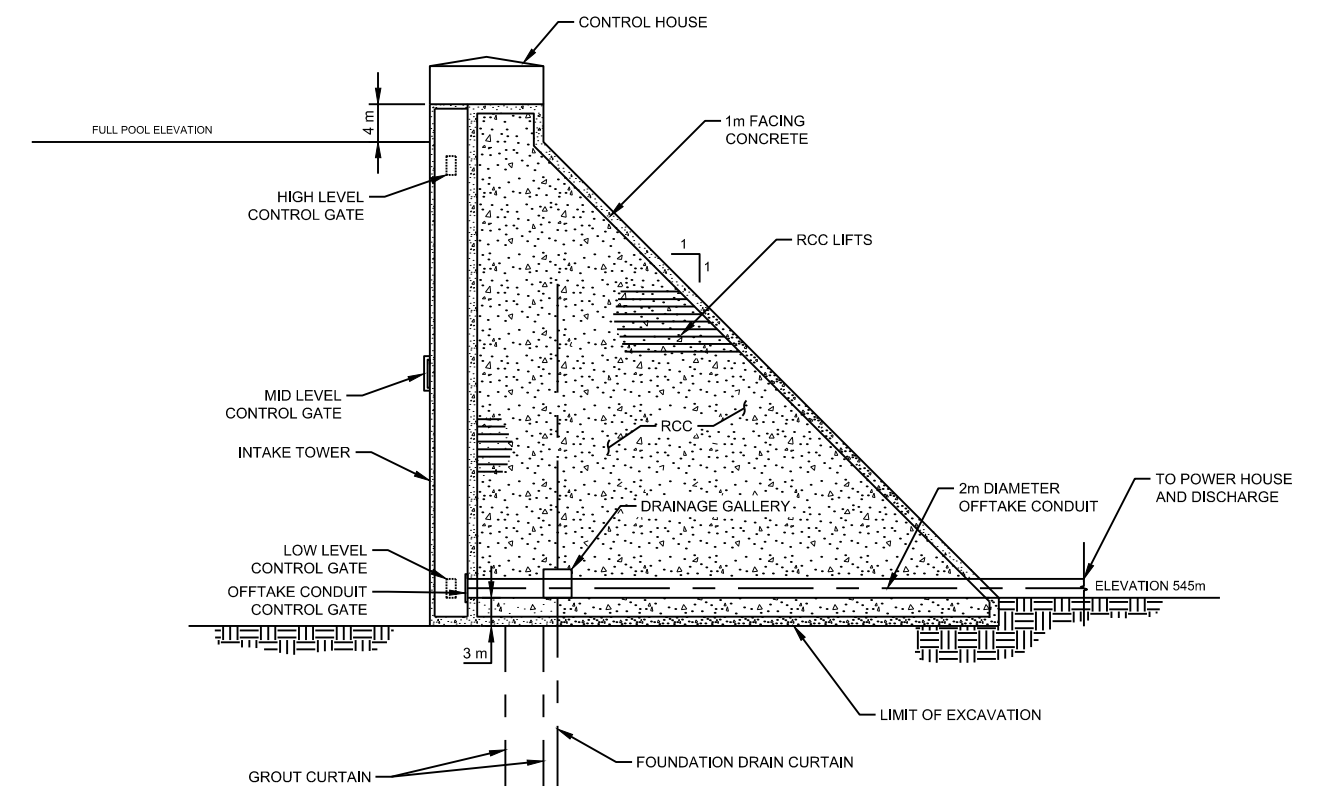 CONTROL HOUSE
4 m
FULL POOL ELEVATION
1m FACING
CONCRETE
HIGH LEVEL
CONTROL GATE
RCC LIFTS
1
1
MID LEVEL
CONTROL GATE
RCC
INTAKE TOWER
2m DIAMETER
OFFTAKE CONDUIT
TO POWER HOUSE
AND DISCHARGE
DRAINAGE GALLERY
LOW LEVEL
CONTROL GATE
OFFTAKE CONDUIT
CONTROL GATE
ELEVATION 545m
3 m
LIMIT OF EXCAVATION
GROUT CURTAIN
FOUNDATION DRAIN CURTAIN